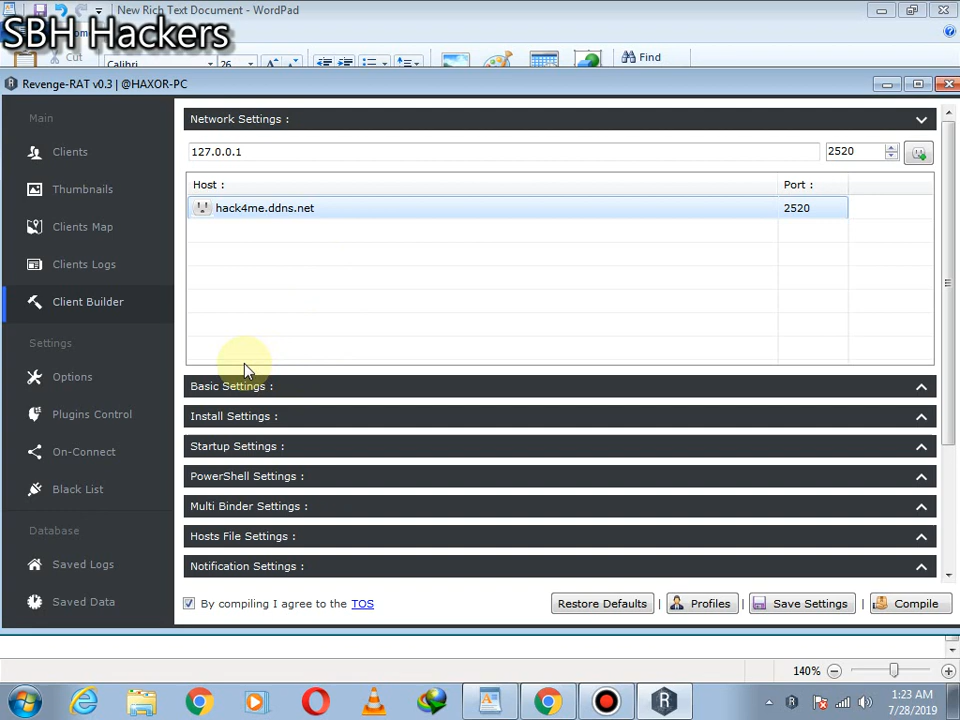 New Rich Text Document - WordPad
SBH Hackers
Cut
Calibri
26
Find
Revenge-RAT v0.3 | @HAXOR-PC
Main
Clients
Thumbnails
Clients Map
Clients Logs
Client Builder
Settings
Options
Plugins Control
On-Connect
Black List
Database
Saved Logs
Saved Data
Network Settings :
127.0.0.1
2520
Host :
Port :
hack4me.ddns.net
2520
Basic Settings :
Install Settings :
Startup Settings :
PowerShell Settings :
Multi Binder Settings :
Hosts File Settings :
Notification Settings :
By compiling I agree to the TOS
Restore Defaults
Profiles
Save Settings
Compile
140%
1:23 AM
7/28/2019